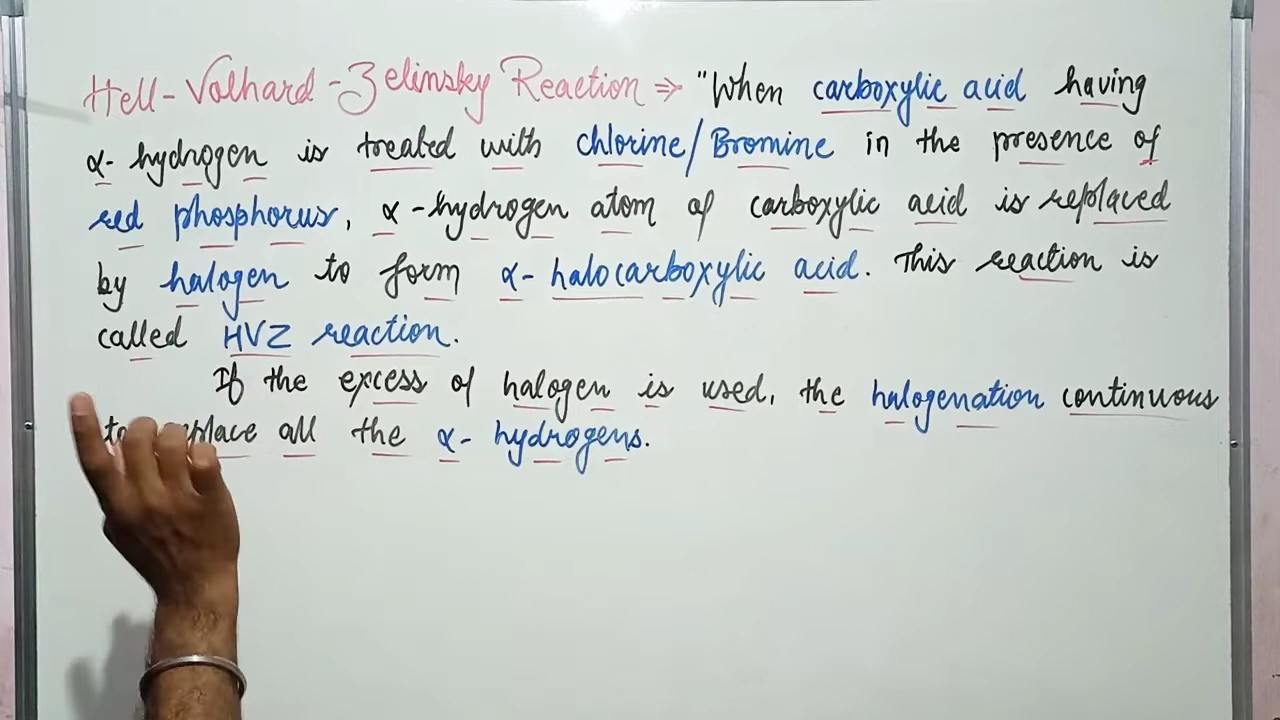 Hell-Volhard-Zelinsky Reaction ⇒ "When carboxylic acid having
α-hydrogen is treated with chlorine/Bromine in the presence of
red phosphorus, α-hydrogen atom of carboxylic acid is replaced
by halogen to form α-halocarboxylic acid. This reaction is
called HVZ reaction.
If the excess of halogen is used, the halogenation continuous
to all the α-hydrogens.